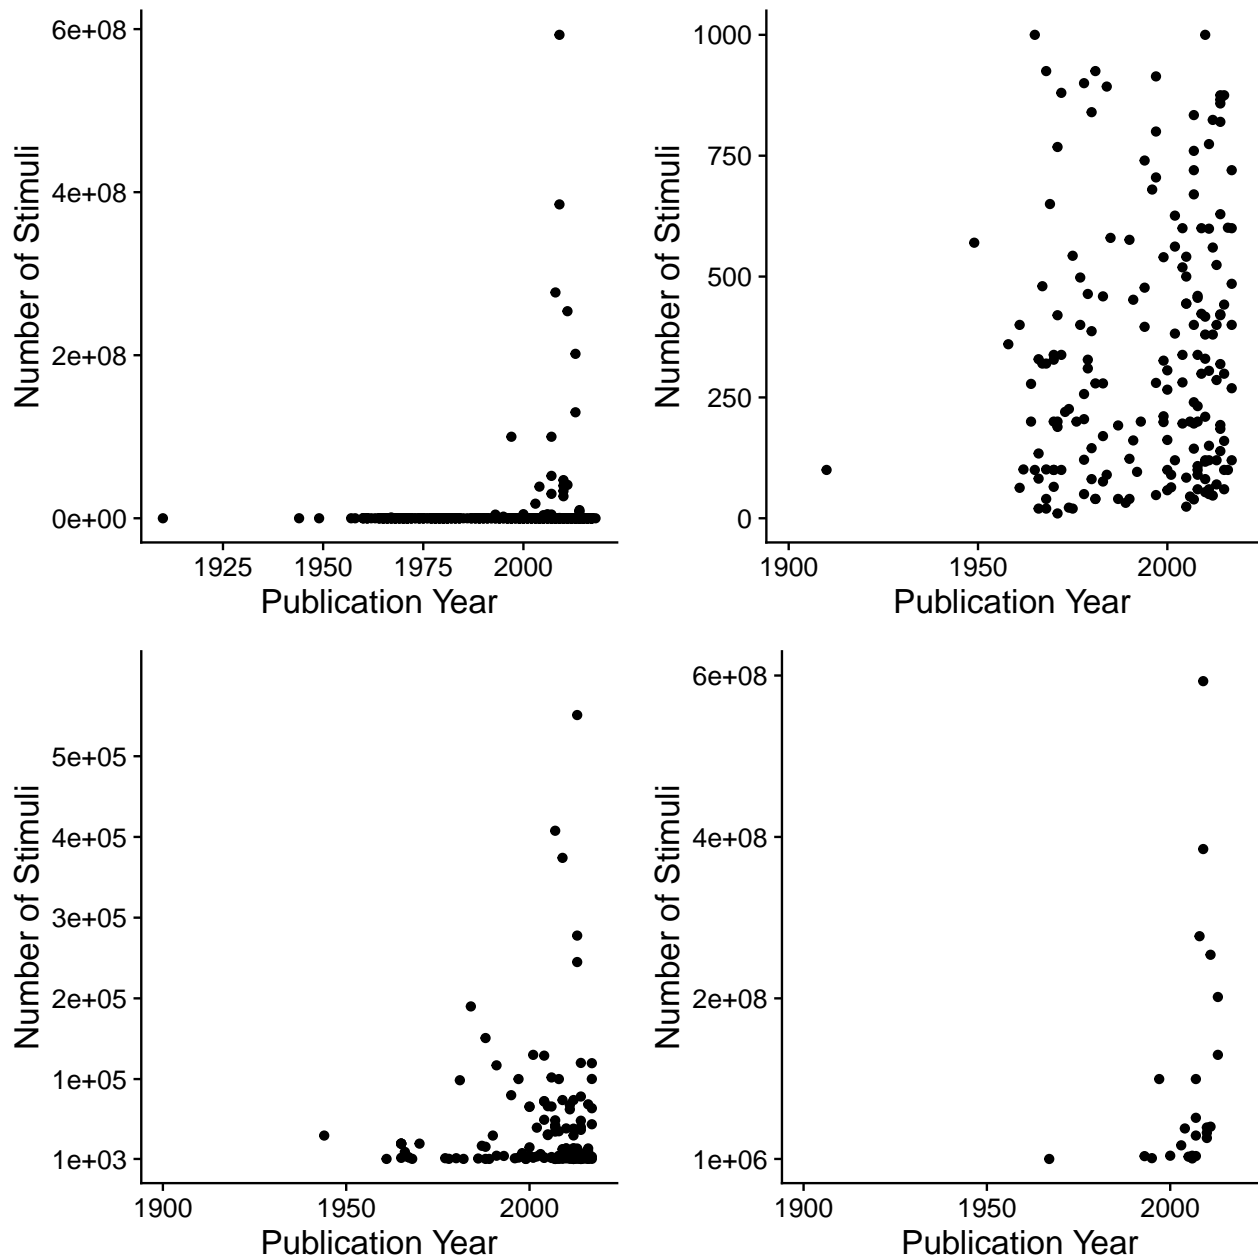 Number of Stimuli
6e+08
4e+08
2e+08
0e+00
1925 1950 1975 2000
Publication Year
Number of Stimuli
1000
750
500
250
0
1900 1950 2000
Publication Year
Number of Stimuli
5e+05
4e+05
3e+05
2e+05
1e+05
1e+03
1900 1950 2000
Publication Year
Number of Stimuli
6e+08
4e+08
2e+08
1e+06
1900 1950 2000
Publication Year